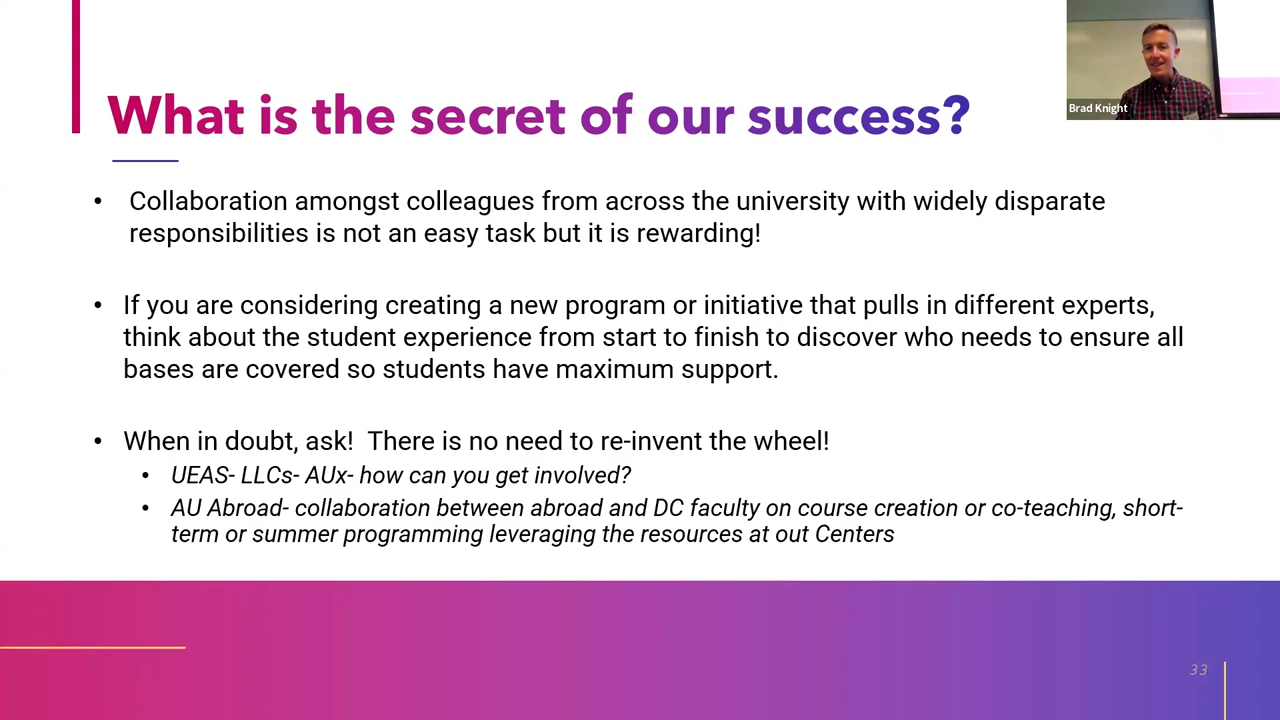 Brad Knight
What is the secret of our success?
• Collaboration amongst colleagues from across the university with widely disparate
responsibilities is not an easy task but it is rewarding!
• If you are considering creating a new program or initiative that pulls in different experts,
think about the student experience from start to finish to discover who needs to ensure all
bases are covered so students have maximum support.
• When in doubt, ask!  There is no need to re-invent the wheel!
• UEAS- LLCs- AUx- how can you get involved?
• AU Abroad- collaboration between abroad and DC faculty on course creation or co-teaching, short-
term or summer programming leveraging the resources at out Centers
33